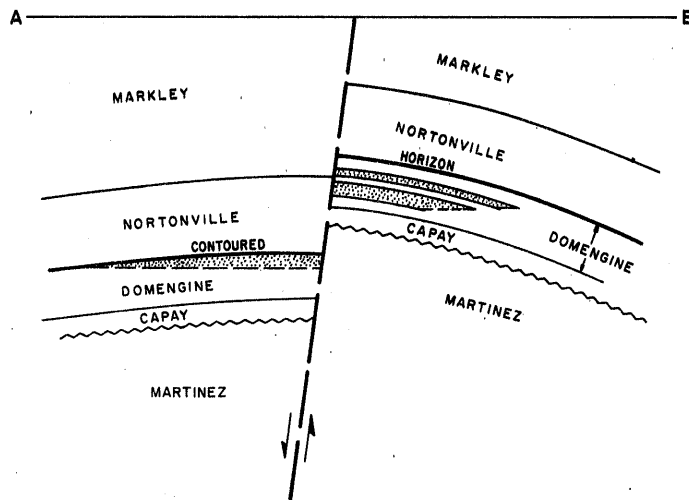 A
B
MARKLEY
MARKLEY
NORTONVILLE
HORIZON
NORTONVILLE
CONTOURED
CAPAY
DOMENGINE
DOMENGINE
CAPAY
MARTINEZ
MARTINEZ